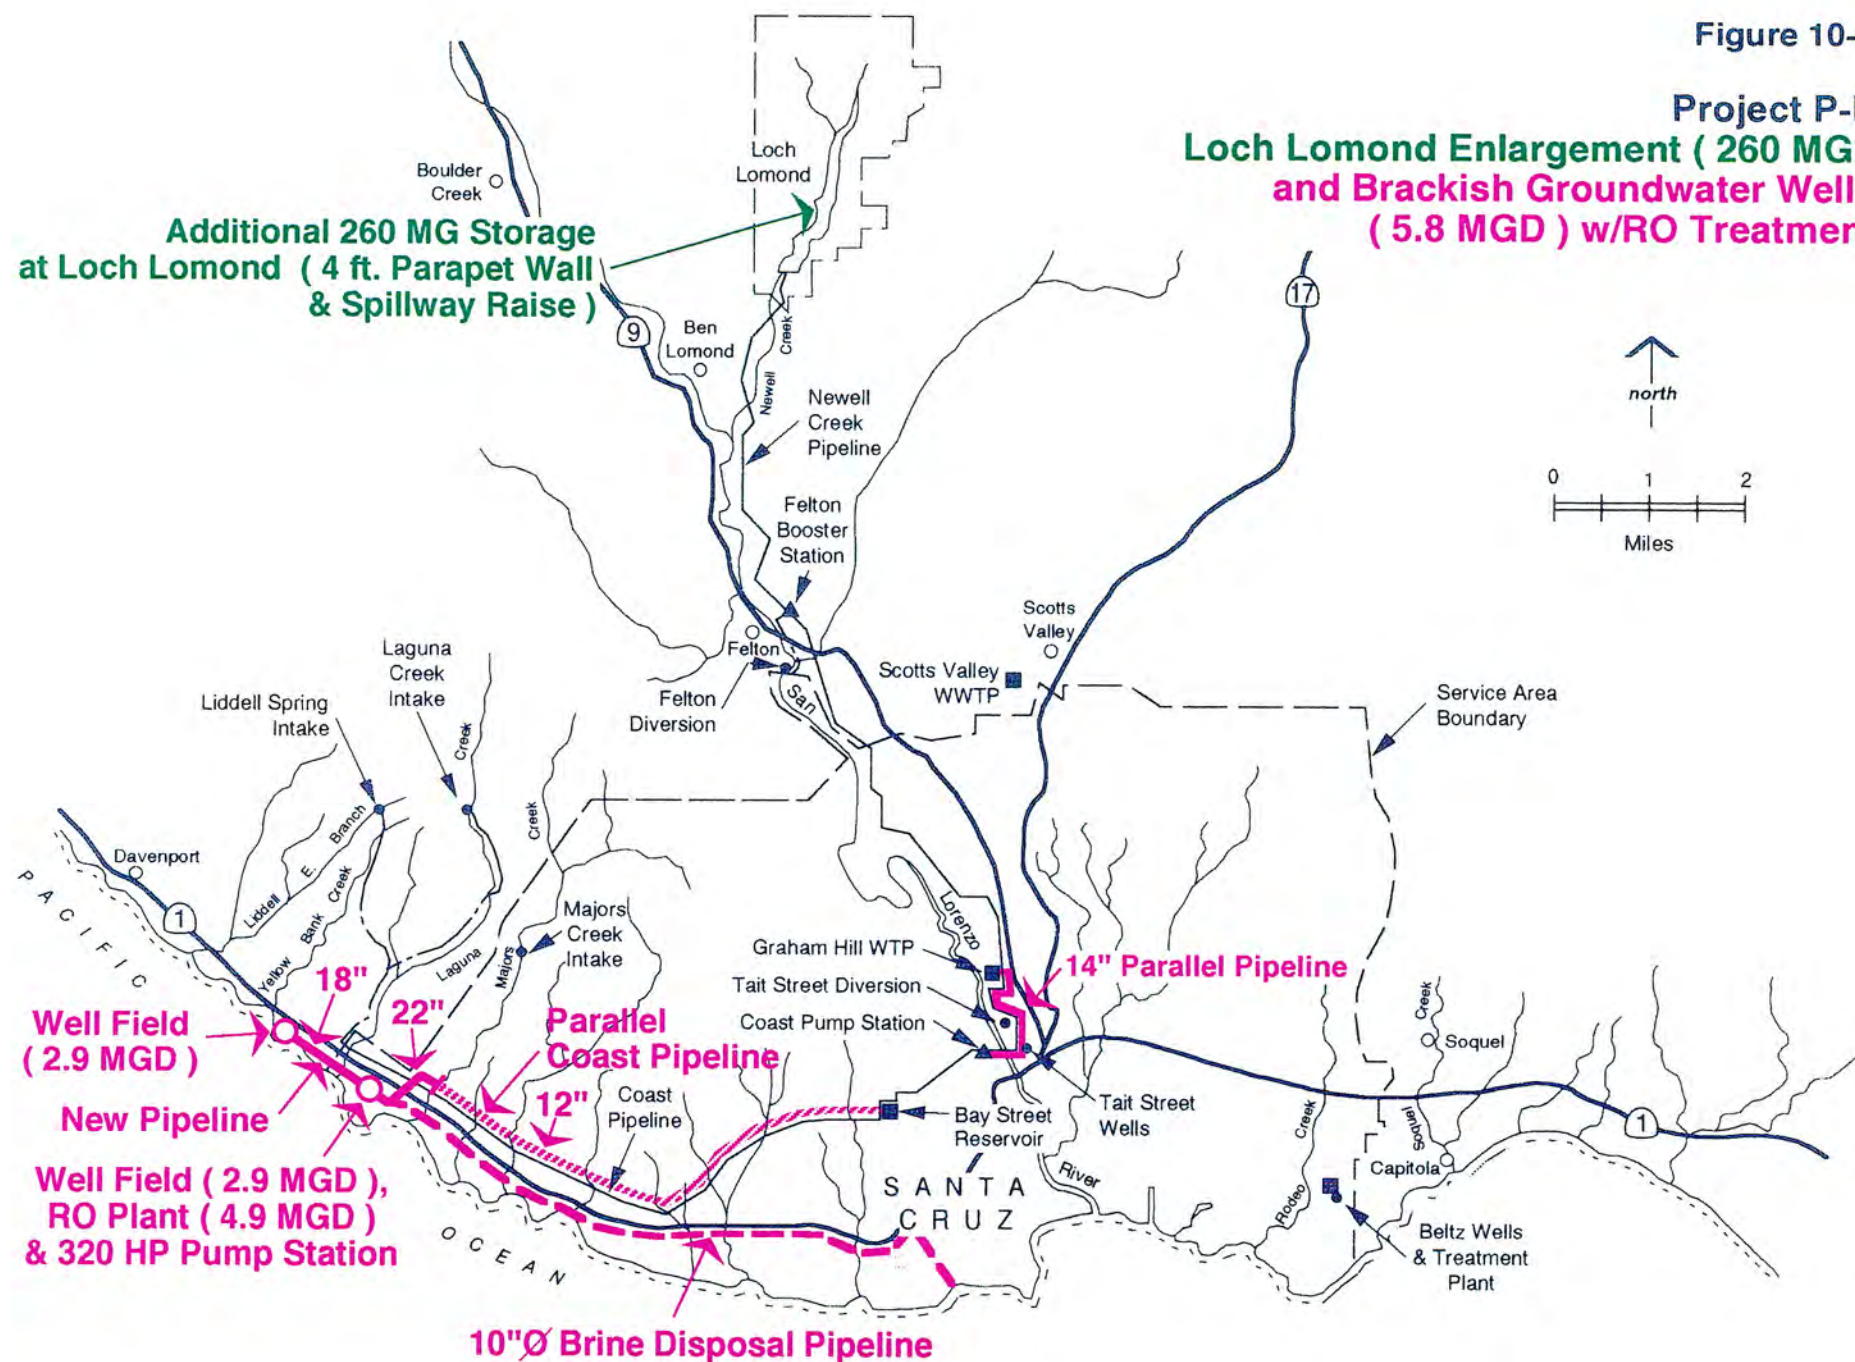 Figure 10-
Project P-
Loch Lomond Enlargement ( 260 MG
and Brackish Groundwater Well
( 5.8 MGD ) w/RO Treatmen
Boulder
Creek
Loch
Lomond
Additional 260 MG Storage
at Loch Lomond ( 4 ft. Parapet Wall
& Spillway Raise )
17
9
Ben
Lomond
Newell
Creek
north
Newell
Creek
Pipeline
0 1 2
Miles
Felton
Booster
Station
Scotts
Valley
Felton
Laguna
Creek
Intake
Scotts Valley
WWTP
Felton
Diversion
San
Service Area
Boundary
Liddell Spring
Intake
Creek
Creek
Davenport
Liddell
E.
Branch
PACIFIC
1
Yellow
Bank
Creek
Laguna
Majors
Majors
Creek
Intake
Lorenzo
Graham Hill WTP
14" Parallel Pipeline
Tait Street Diversion
Coast Pump Station
18"
22"
Well Field
( 2.9 MGD )
Parallel
Coast Pipeline
Creek
Soquel
New Pipeline
12"
Coast
Pipeline
Bay Street
Reservoir
Tait Street
Wells
Creek
Soquel
1
Capitola
Well Field ( 2.9 MGD ),
RO Plant ( 4.9 MGD )
& 320 HP Pump Station
SANTA
CRUZ
River
Rodeo
OCEAN
Beltz Wells
& Treatment
Plant
10"Ø Brine Disposal Pipeline